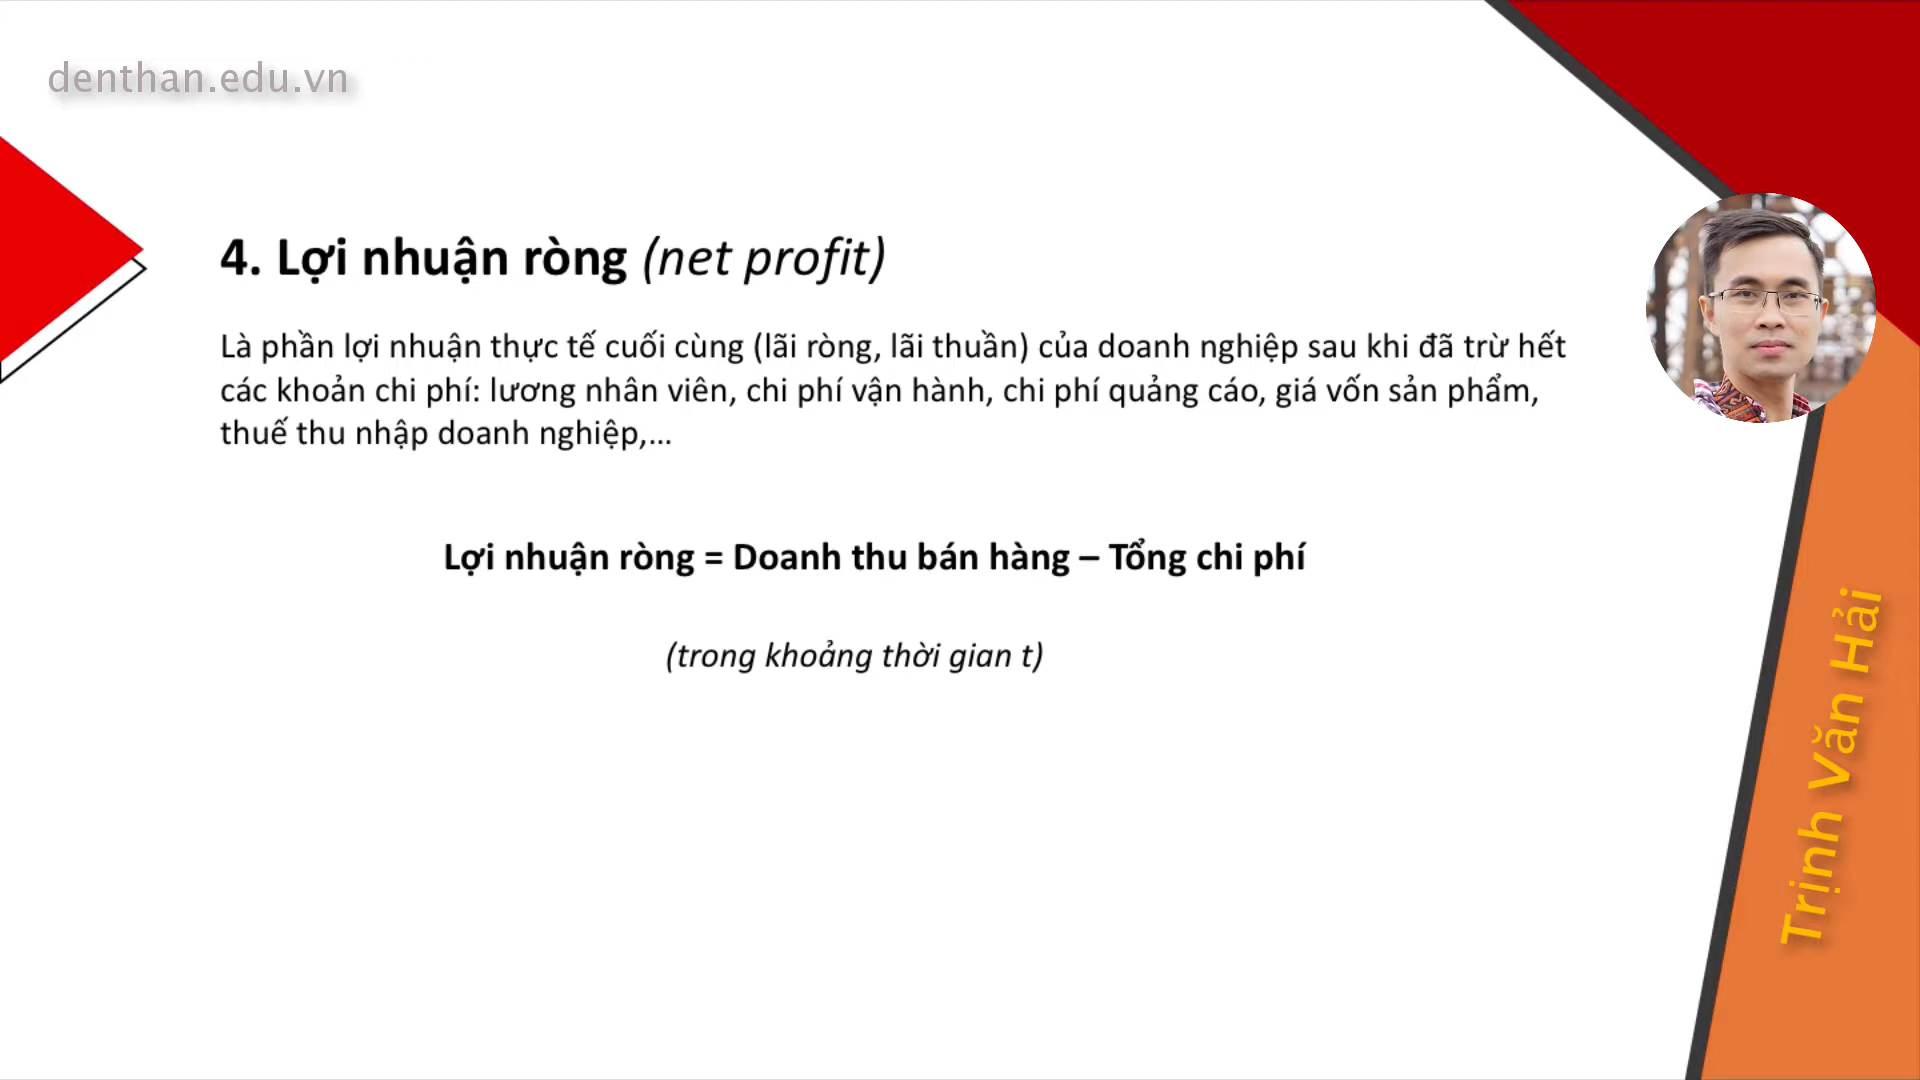 denthan.edu.vn
4. Lợi nhuận ròng (net profit)
Là phần lợi nhuận thực tế cuối cùng (lãi ròng, lãi thuần) của doanh nghiệp sau khi đã trừ hết
các khoản chi phí: lương nhân viên, chi phí vận hành, chi phí quảng cáo, giá vốn sản phẩm,
thuế thu nhập doanh nghiệp,...
Lợi nhuận ròng = Doanh thu bán hàng – Tổng chi phí
(trong khoảng thời gian t)
Trịnh Văn Hải